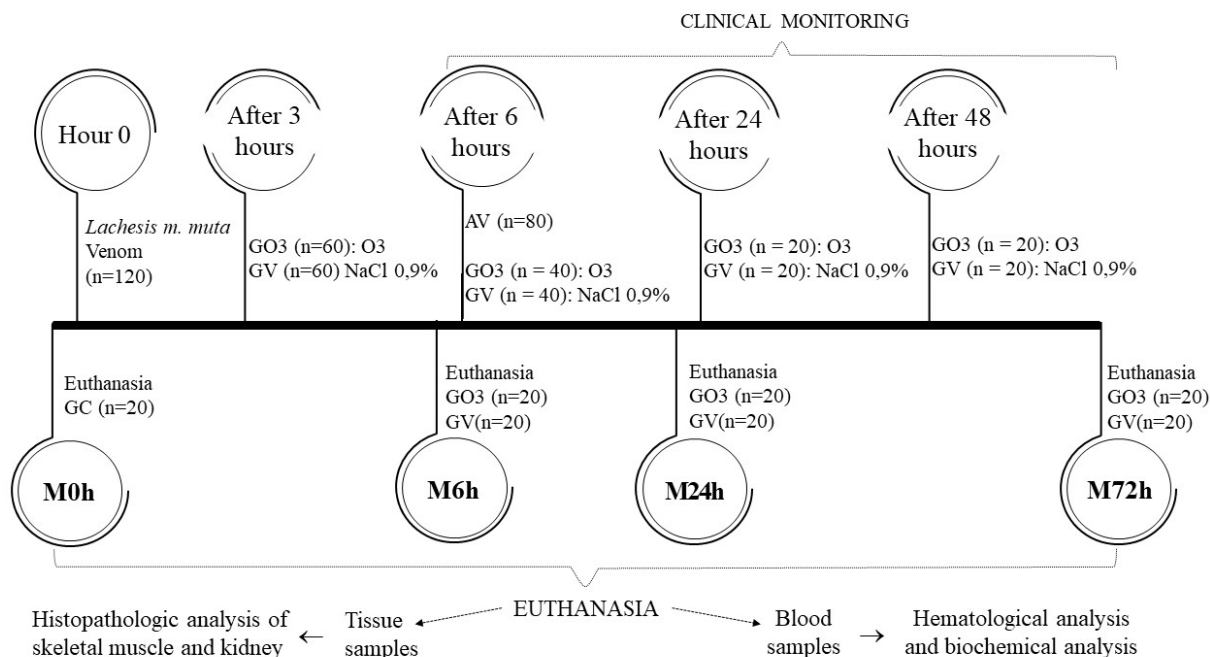 CLINICAL MONITORING
Hour 0
After 3
hours
After 6
hours
After 24
hours
After 48
hours
Lachesis m. muta
Venom
(n=120)
GO3 (n=60): O3
GV (n=60) NaCl 0,9%
AV (n=80)
GO3 (n = 40): O3
GV (n = 40): NaCl 0,9%
GO3 (n = 20): O3
GV (n = 20): NaCl 0,9%
GO3 (n = 20): O3
GV (n = 20): NaCl 0,9%
Euthanasia
GC (n=20)
Euthanasia
GO3 (n=20)
GV(n=20)
Euthanasia
GO3 (n=20)
GV(n=20)
Euthanasia
GO3 (n=20)
GV(n=20)
M0h
M6h
M24h
M72h
EUTHANASIA
Histopathologic analysis of
skeletal muscle and kidney
Tissue
samples
Blood
samples
Hematological analysis
and biochemical analysis